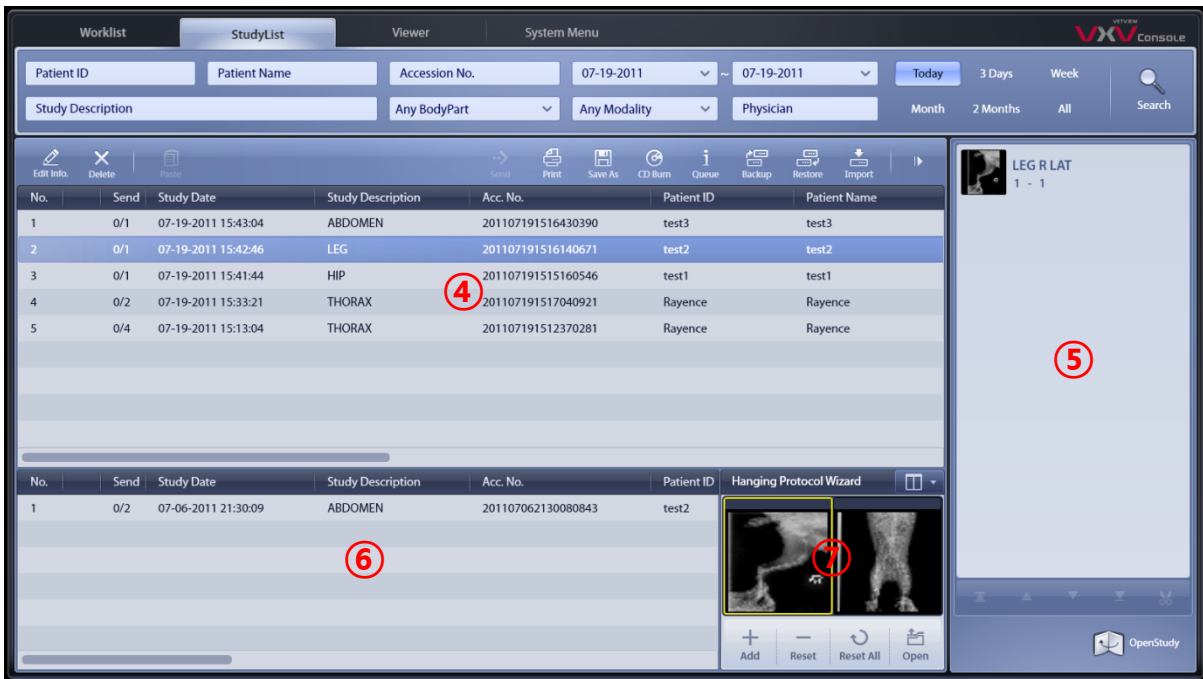 Worklist StudyList Viewer System Menu VETVIEW VXV Console
Patient ID Patient Name Accession No. 07-19-2011 ~ 07-19-2011 Today 3 Days Week
Study Description Any BodyPart Any Modality Physician Month 2 Months All Search
Edit Info. Delete Paste Send Print Save As CD Burn Queue Backup Restore Import
No. Send Study Date Study Description Acc. No. Patient ID Patient Name
1 0/1 07-19-2011 15:43:04 ABDOMEN 201107191516430390 test3 test3
2 0/1 07-19-2011 15:42:46 LEG 201107191516140671 test2 test2
3 0/1 07-19-2011 15:41:44 HIP 201107191515160546 test1 test1
4 0/2 07-19-2011 15:33:21 THORAX 201107191517040921 Rayence Rayence
5 0/4 07-19-2011 15:13:04 THORAX 201107191512370281 Rayence Rayence
④
LEG R LAT
1 - 1
⑤
No. Send Study Date Study Description Acc. No. Patient ID
1 0/2 07-06-2011 21:30:09 ABDOMEN 201107062130080843 test2
⑥
Hanging Protocol Wizard
⑦
Add Reset Reset All Open
OpenStudy